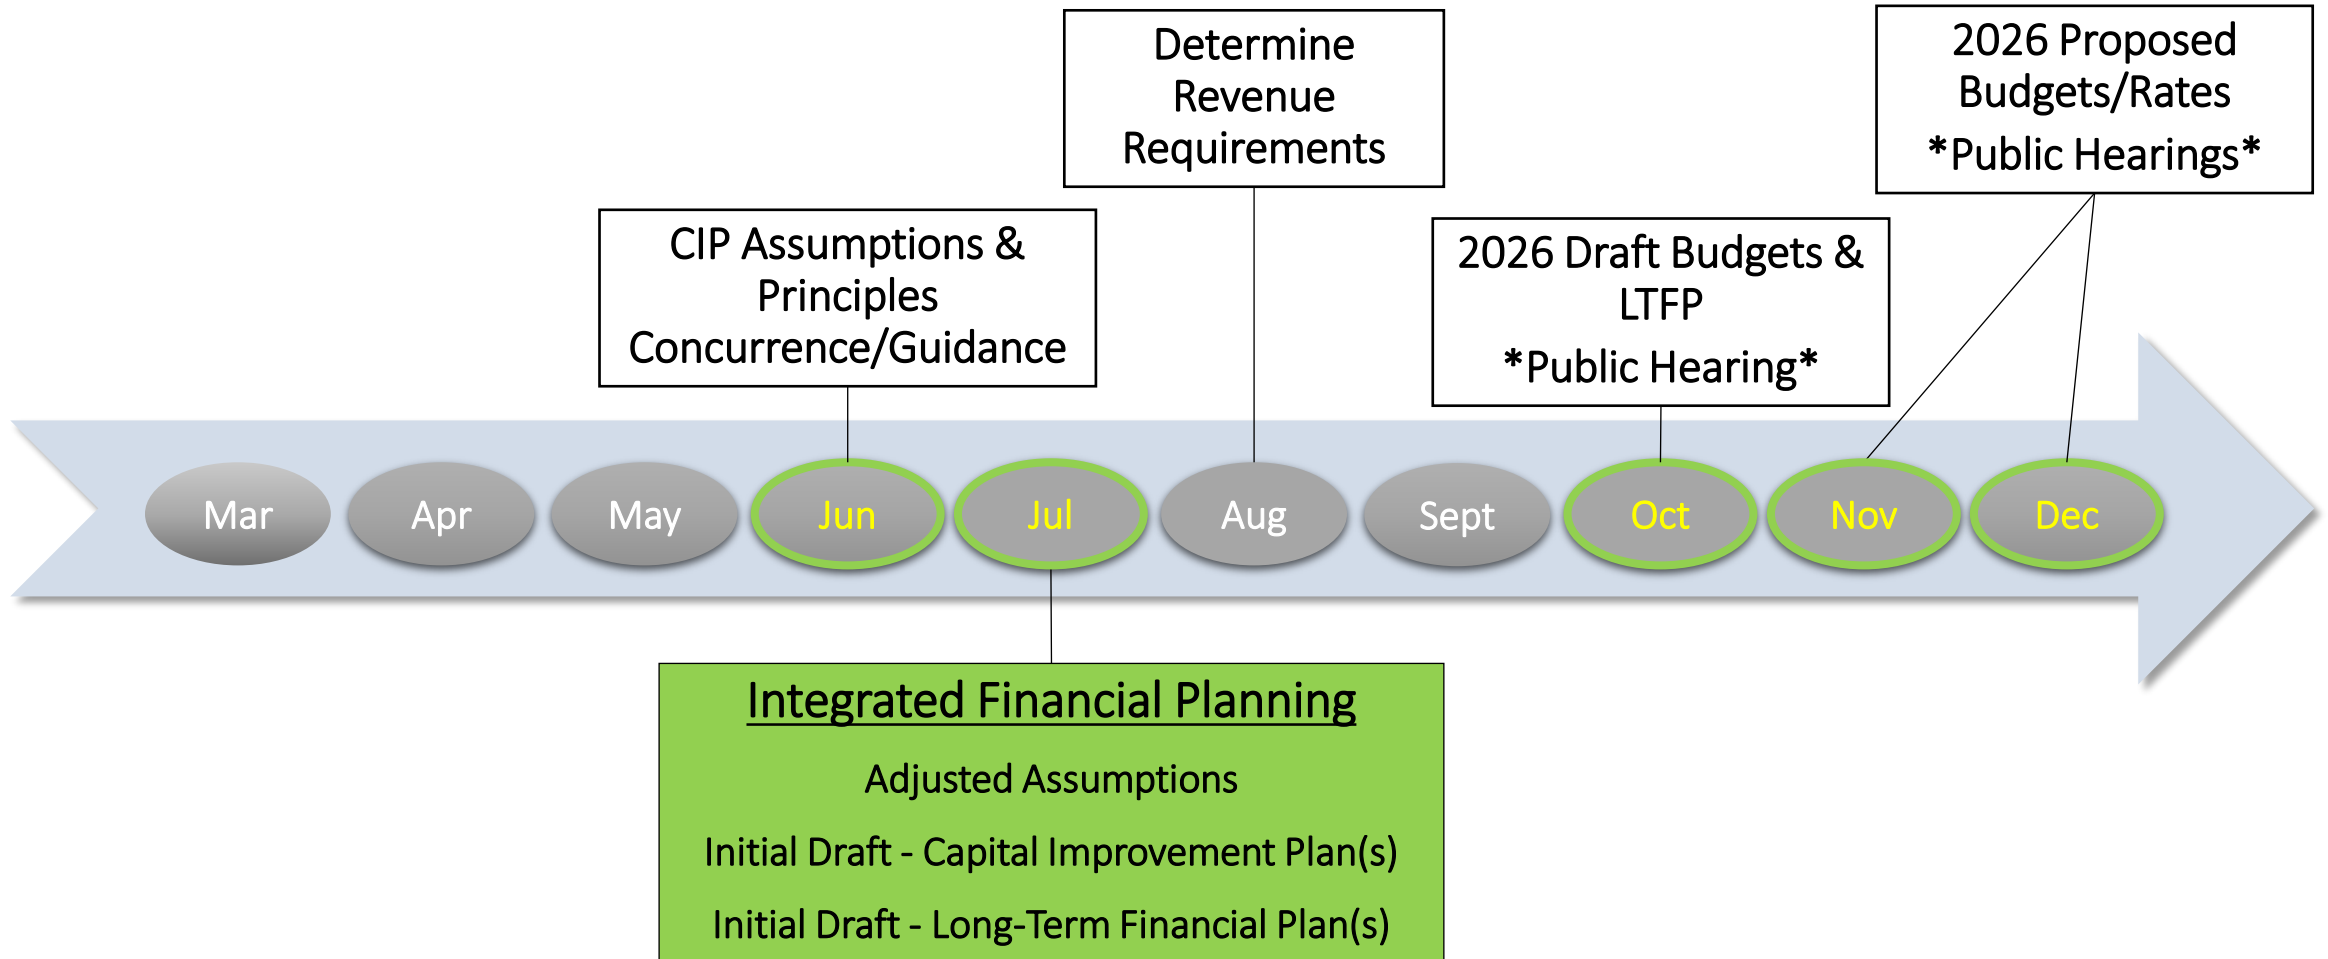 Determine
Revenue
Requirements
2026 Proposed
Budgets/Rates
*Public Hearings*
CIP Assumptions &
Principles
Concurrence/Guidance
2026 Draft Budgets &
LTFP
*Public Hearing*
Mar
Apr
May
Jun
Jul
Aug
Sept
Oct
Nov
Dec
Integrated Financial Planning
Adjusted Assumptions
Initial Draft - Capital Improvement Plan(s)
Initial Draft - Long-Term Financial Plan(s)